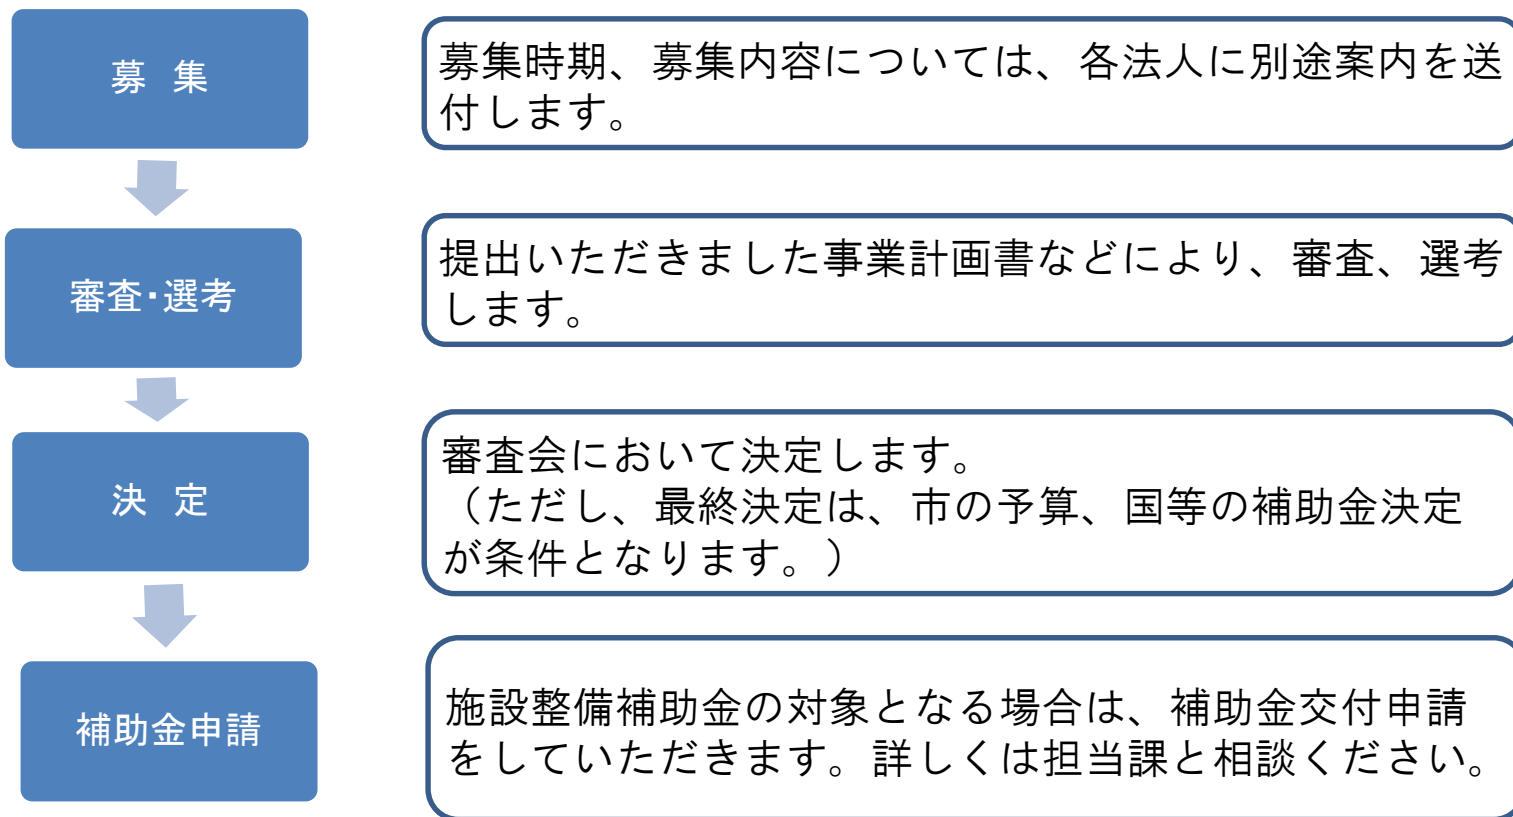 募 集
募集時期、募集内容については、各法人に別途案内を送
付します。
審査・選考
提出いただきました事業計画書などにより、審査、選考
します。
決 定
審査会において決定します。
（ただし、最終決定は、市の予算、国等の補助金決定
が条件となります。）
補助金申請
施設整備補助金の対象となる場合は、補助金交付申請
をしていただきます。詳しくは担当課と相談ください。